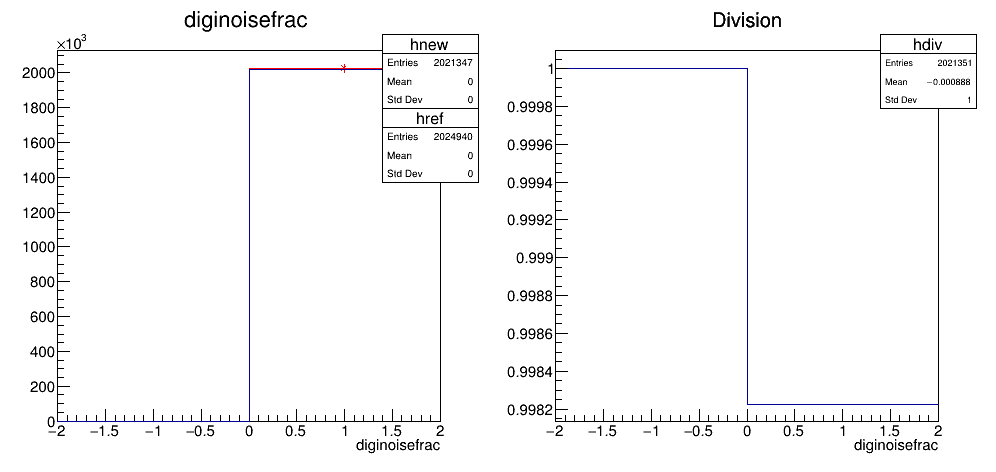 diginoisefrac
×10³
hnew
Entries 2021347
Mean 0
Std Dev 0
href
Entries 2024940
Mean 0
Std Dev 0
2000
1800
1600
1400
1200
1000
800
600
400
200
0
−2 −1.5 −1 −0.5 0 0.5 1 1.5 2
diginoisefrac
Division
hdiv
Entries 2021351
Mean −0.000888
Std Dev 1
1
0.9998
0.9996
0.9994
0.9992
0.999
0.9988
0.9986
0.9984
0.9982
−2 −1.5 −1 −0.5 0 0.5 1 1.5 2
diginoisefrac